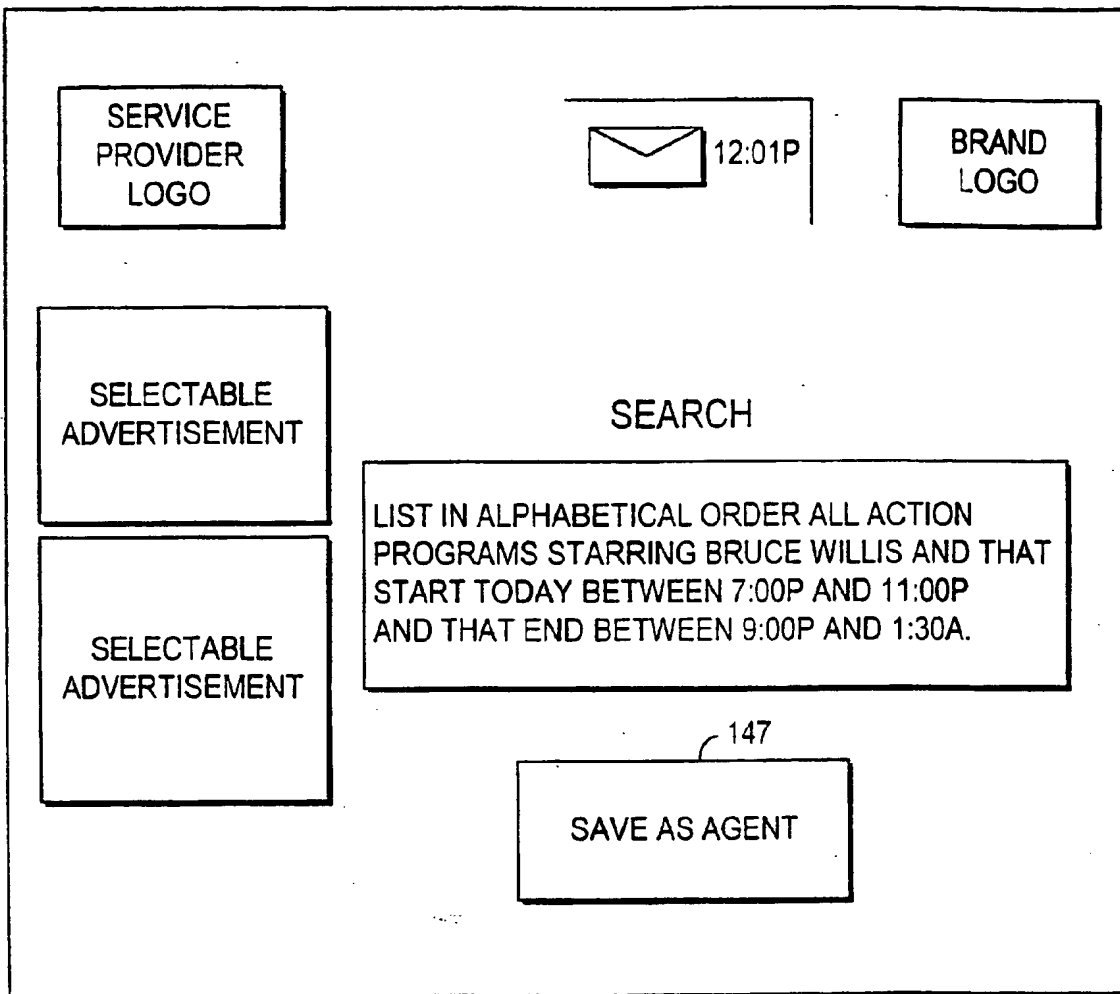 SERVICE
PROVIDER
LOGO
12:01P
BRAND
LOGO
SELECTABLE
ADVERTISEMENT
SEARCH
LIST IN ALPHABETICAL ORDER ALL ACTION
PROGRAMS STARRING BRUCE WILLIS AND THAT
START TODAY BETWEEN 7:00P AND 11:00P
AND THAT END BETWEEN 9:00P AND 1:30A.
SELECTABLE
ADVERTISEMENT
147
SAVE AS AGENT